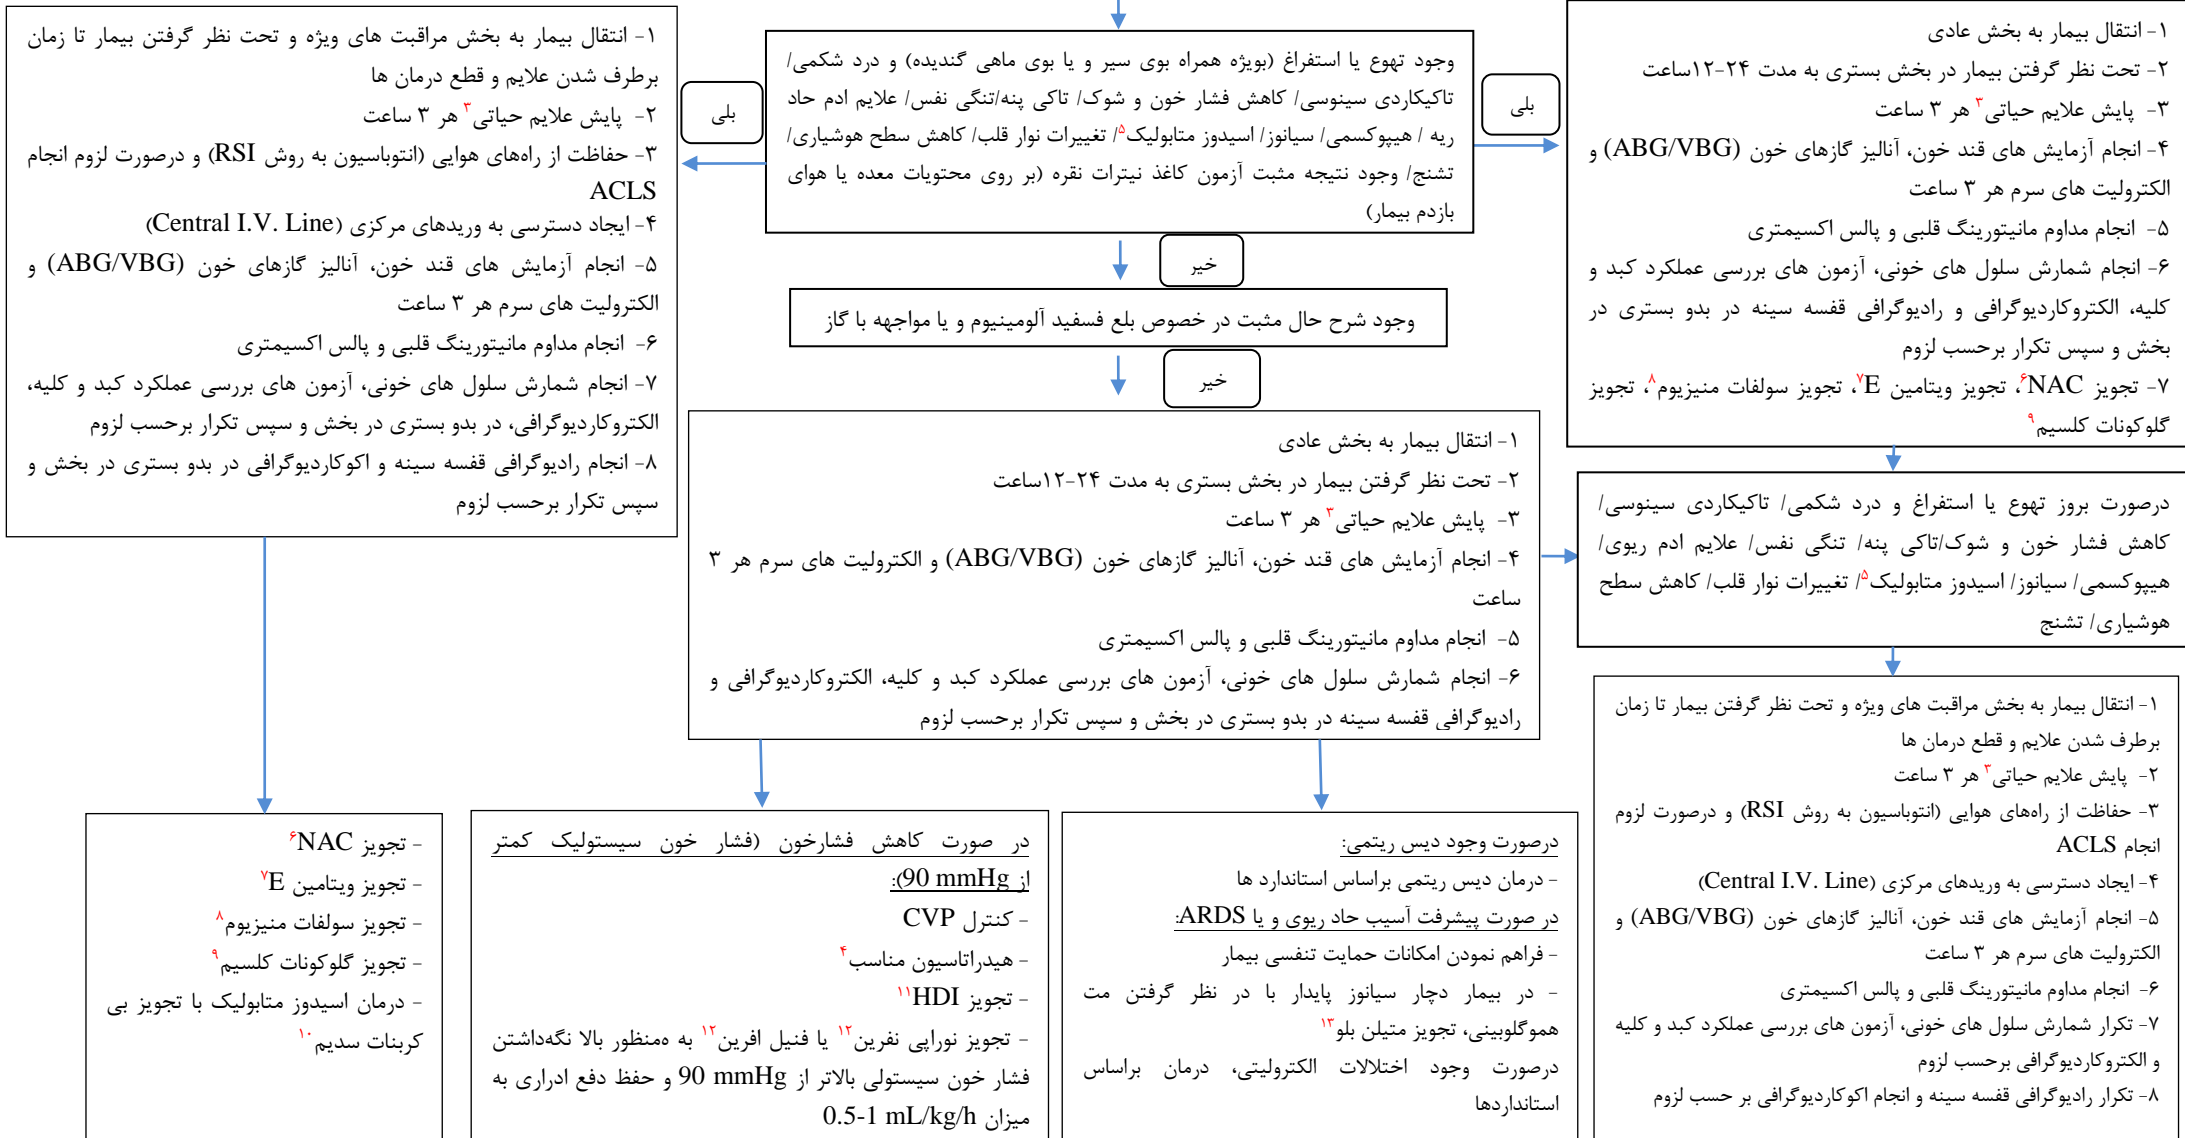 ۱- انتقال بیمار به بخش عادی
۲- تحت نظر گرفتن بیمار در بخش بستری به مدت ۲۴-۱۲ساعت
۳- پایش علایم حیاتی۳ هر ۳ ساعت
۴- انجام آزمایش های قند خون، آنالیز گازهای خون (ABG/VBG) و
الکترولیت های سرم هر ۳ ساعت
۵- انجام مداوم مانیتورینگ قلبی و پالس اکسیمتری
۶- انجام شمارش سلول های خونی، آزمون های بررسی عملکرد کبد و
کلیه، الکتروکاردیوگرافی و رادیوگرافی قفسه سینه در بدو بستری در
بخش و سپس تکرار برحسب لزوم
۷- تجویز NAC۶، تجویز ویتامین E۷، تجویز سولفات منیزیوم۸، تجویز
گلوکونات کلسیم۹
بلی
وجود تهوع یا استفراغ (بویژه همراه بوی سیر و یا بوی ماهی گندیده) و درد شکمی/
تاکیکاردی سینوسی/ کاهش فشار خون و شوک/ تاکی پنه/تنگی نفس/ علایم ادم حاد
ریه / هیپوکسمی/ سیانوز/ اسیدوز متابولیک۵/ تغییرات نوار قلب/ کاهش سطح هوشیاری/
تشنج/ وجود نتیجه مثبت آزمون کاغذ نیترات نقره (بر روی محتویات معده یا هوای
بازدم بیمار)
بلی
۱- انتقال بیمار به بخش مراقبت های ویژه و تحت نظر گرفتن بیمار تا زمان
برطرف شدن علایم و قطع درمان ها
۲- پایش علایم حیاتی۳ هر ۳ ساعت
۳- حفاظت از راه‌های هوایی (انتوباسیون به روش RSI) و درصورت لزوم انجام
ACLS
۴- ایجاد دسترسی به وریدهای مرکزی (Central I.V. Line)
۵- انجام آزمایش های قند خون، آنالیز گازهای خون (ABG/VBG) و
الکترولیت های سرم هر ۳ ساعت
۶- انجام مداوم مانیتورینگ قلبی و پالس اکسیمتری
۷- انجام شمارش سلول های خونی، آزمون های بررسی عملکرد کبد و کلیه،
الکتروکاردیوگرافی، در بدو بستری در بخش و سپس تکرار برحسب لزوم
۸- انجام رادیوگرافی قفسه سینه و اکوکاردیوگرافی در بدو بستری در بخش و
سپس تکرار برحسب لزوم
خیر
وجود شرح حال مثبت در خصوص بلع فسفید آلومینیوم و یا مواجهه با گاز
خیر
۱- انتقال بیمار به بخش عادی
۲- تحت نظر گرفتن بیمار در بخش بستری به مدت ۲۴-۱۲ساعت
۳- پایش علایم حیاتی۳ هر ۳ ساعت
۴- انجام آزمایش های قند خون، آنالیز گازهای خون (ABG/VBG) و الکترولیت های سرم هر ۳
ساعت
۵- انجام مداوم مانیتورینگ قلبی و پالس اکسیمتری
۶- انجام شمارش سلول های خونی، آزمون های بررسی عملکرد کبد و کلیه، الکتروکاردیوگرافی و
رادیوگرافی قفسه سینه در بدو بستری در بخش و سپس تکرار برحسب لزوم
درصورت بروز تهوع یا استفراغ و درد شکمی/ تاکیکاردی سینوسی/
کاهش فشار خون و شوک/تاکی پنه/ تنگی نفس/ علایم ادم ریوی/
هیپوکسمی/ سیانوز/ اسیدوز متابولیک۵/ تغییرات نوار قلب/ کاهش سطح
هوشیاری/ تشنج
۱- انتقال بیمار به بخش مراقبت های ویژه و تحت نظر گرفتن بیمار تا زمان
برطرف شدن علایم و قطع درمان ها
۲- پایش علایم حیاتی۳ هر ۳ ساعت
۳- حفاظت از راه‌های هوایی (انتوباسیون به روش RSI) و درصورت لزوم
انجام ACLS
۴- ایجاد دسترسی به وریدهای مرکزی (Central I.V. Line)
۵- انجام آزمایش های قند خون، آنالیز گازهای خون (ABG/VBG) و
الکترولیت های سرم هر ۳ ساعت
۶- انجام مداوم مانیتورینگ قلبی و پالس اکسیمتری
۷- تکرار شمارش سلول های خونی، آزمون های بررسی عملکرد کبد و کلیه
و الکتروکاردیوگرافی برحسب لزوم
۸- تکرار رادیوگرافی قفسه سینه و انجام اکوکاردیوگرافی بر حسب لزوم
درصورت وجود دیس ریتمی:
- درمان دیس ریتمی براساس استاندارد ها
در صورت پیشرفت آسیب حاد ریوی و یا ARDS:
- فراهم نمودن امکانات حمایت تنفسی بیمار
- در بیمار دچار سیانوز پایدار با در نظر گرفتن مت
هموگلوبینی، تجویز متیلن بلو۱۳
درصورت وجود اختلالات الکترولیتی، درمان براساس
استانداردها
در صورت کاهش فشارخون (فشار خون سیستولیک کمتر
از 90 mmHg):
- کنترل CVP
- هیدراتاسیون مناسب۴
- تجویز HDI۱۱
- تجویز نوراپی نفرین۱۲ یا فنیل افرین۱۲ به همنظور بالا نگه‌داشتن
فشار خون سیستولی بالاتر از 90 mmHg و حفظ دفع ادراری به
میزان 0.5-1 mL/kg/h
- تجویز NAC۶
- تجویز ویتامین E۷
- تجویز سولفات منیزیوم۸
- تجویز گلوکونات کلسیم۹
- درمان اسیدوز متابولیک با تجویز بی
کربنات سدیم۱۰